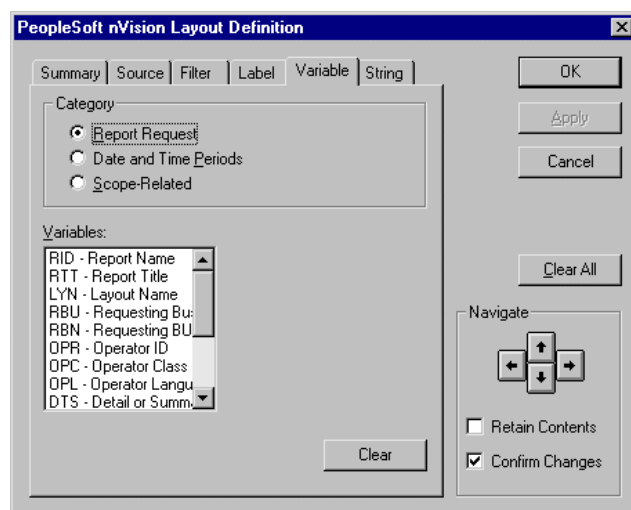 PeopleSoft nVision Layout Definition
Summary Source Filter Label Variable String
Category
Report Request
Date and Time Periods
Scope-Related
Variables:
RID - Report Name
RTT - Report Title
LYN - Layout Name
RBU - Requesting Bu:
RBN - Requesting BU
OPR - Operator ID
OPC - Operator Class
OPL - Operator Langu
DTS - Detail or Summ
Clear
OK
Apply
Cancel
Clear All
Navigate
Retain Contents
Confirm Changes